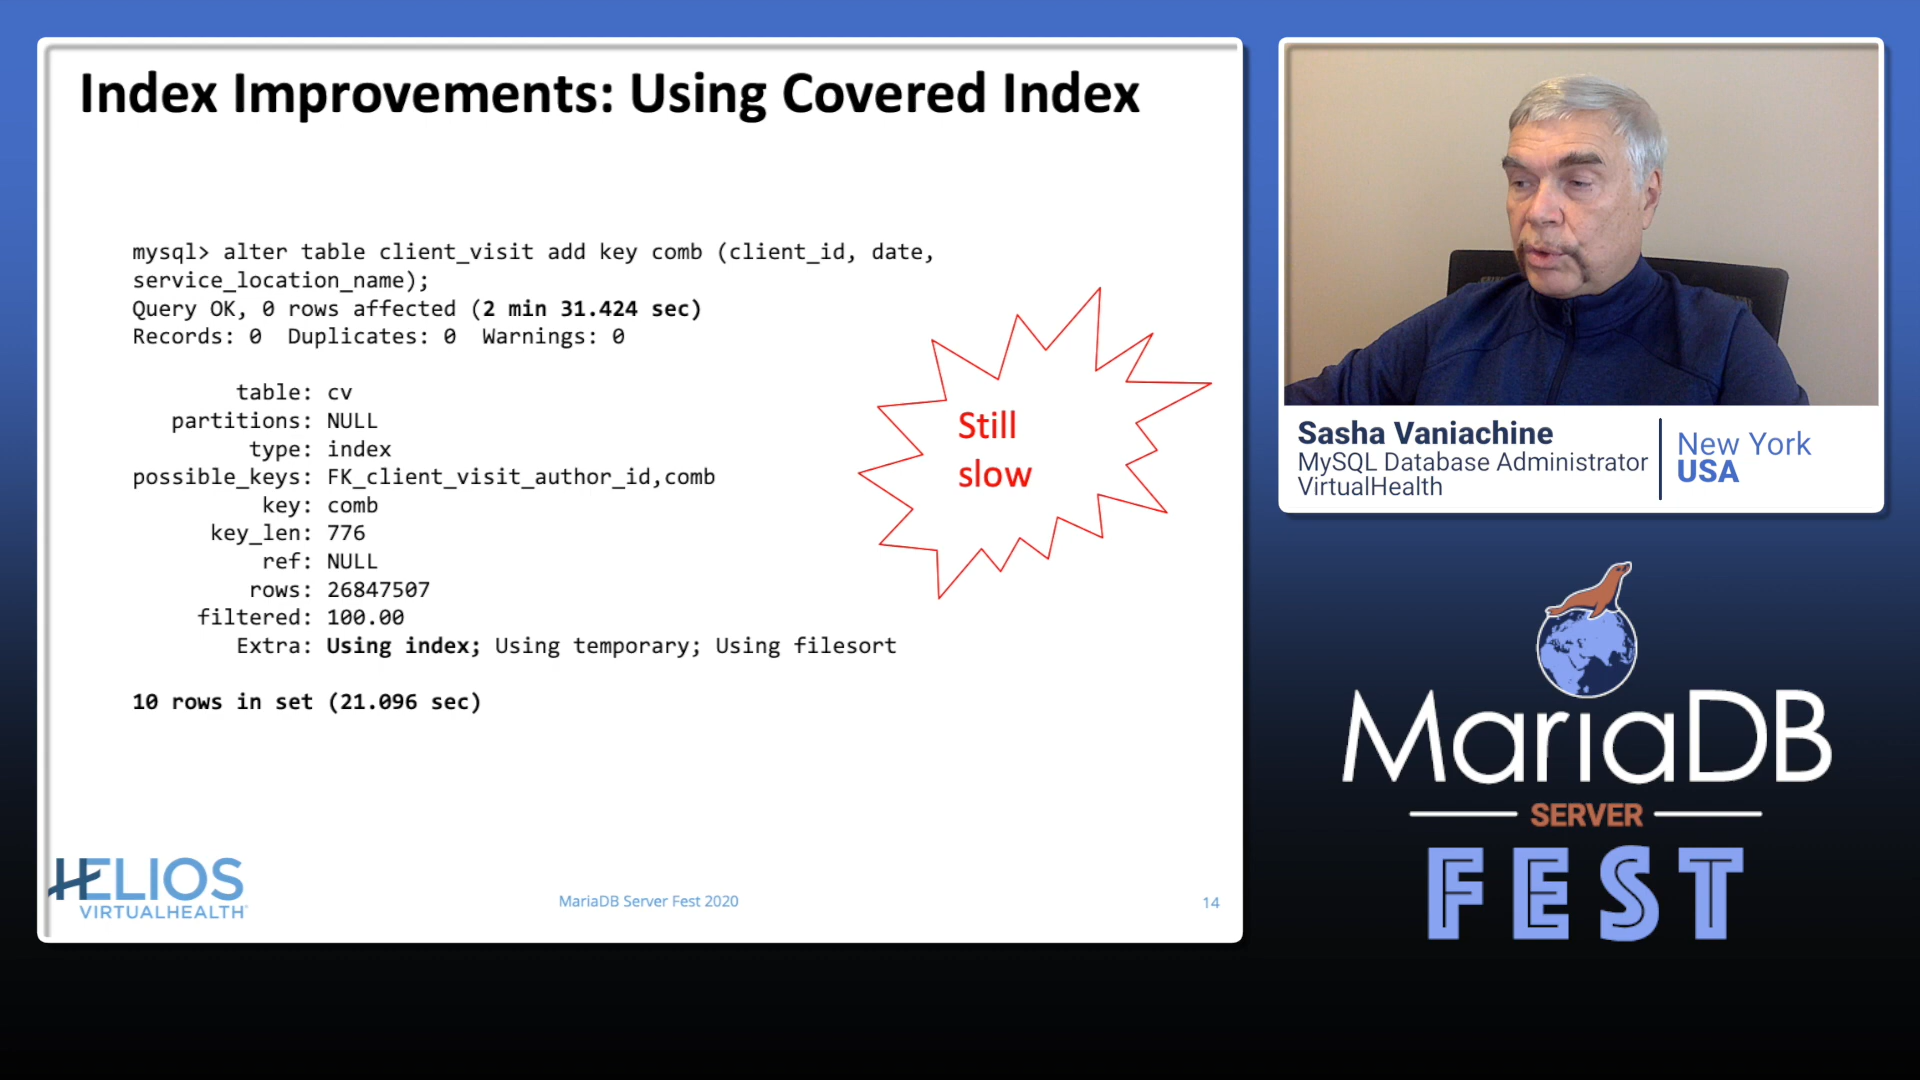 Index Improvements: Using Covered Index
mysql> alter table client_visit add key comb (client_id, date,
service_location_name);
Query OK, 0 rows affected (2 min 31.424 sec)
Records: 0  Duplicates: 0  Warnings: 0
table: cv
partitions: NULL
type: index
possible_keys: FK_client_visit_author_id,comb
key: comb
key_len: 776
ref: NULL
rows: 26847507
filtered: 100.00
Extra: Using index; Using temporary; Using filesort
10 rows in set (21.096 sec)
Still
slow
HELIOS
VIRTUALHEALTH
MariaDB Server Fest 2020
14
Sasha Vaniachine
MySQL Database Administrator
VirtualHealth
New York
USA
MariaDB
SERVER
FEST